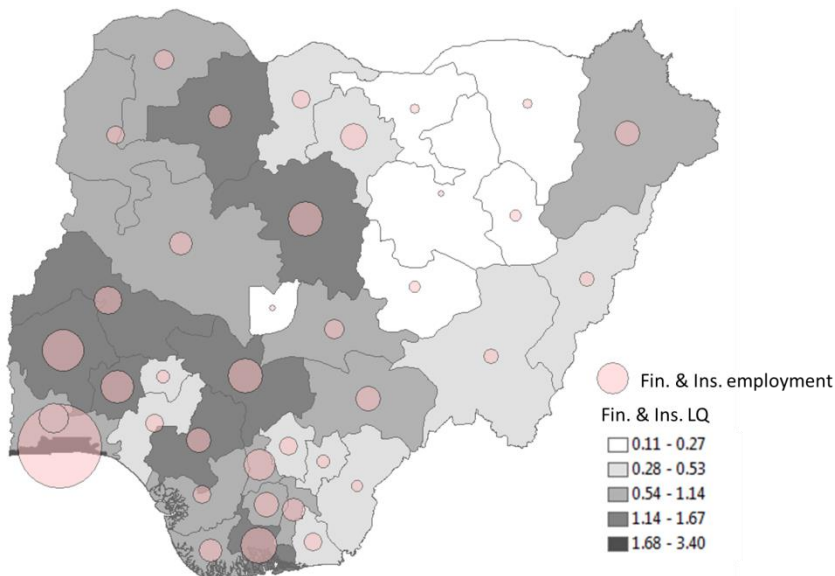 Fin. & Ins. employment
Fin. & Ins. LQ
0.11 - 0.27
0.28 - 0.53
0.54 - 1.14
1.14 - 1.67
1.68 - 3.40